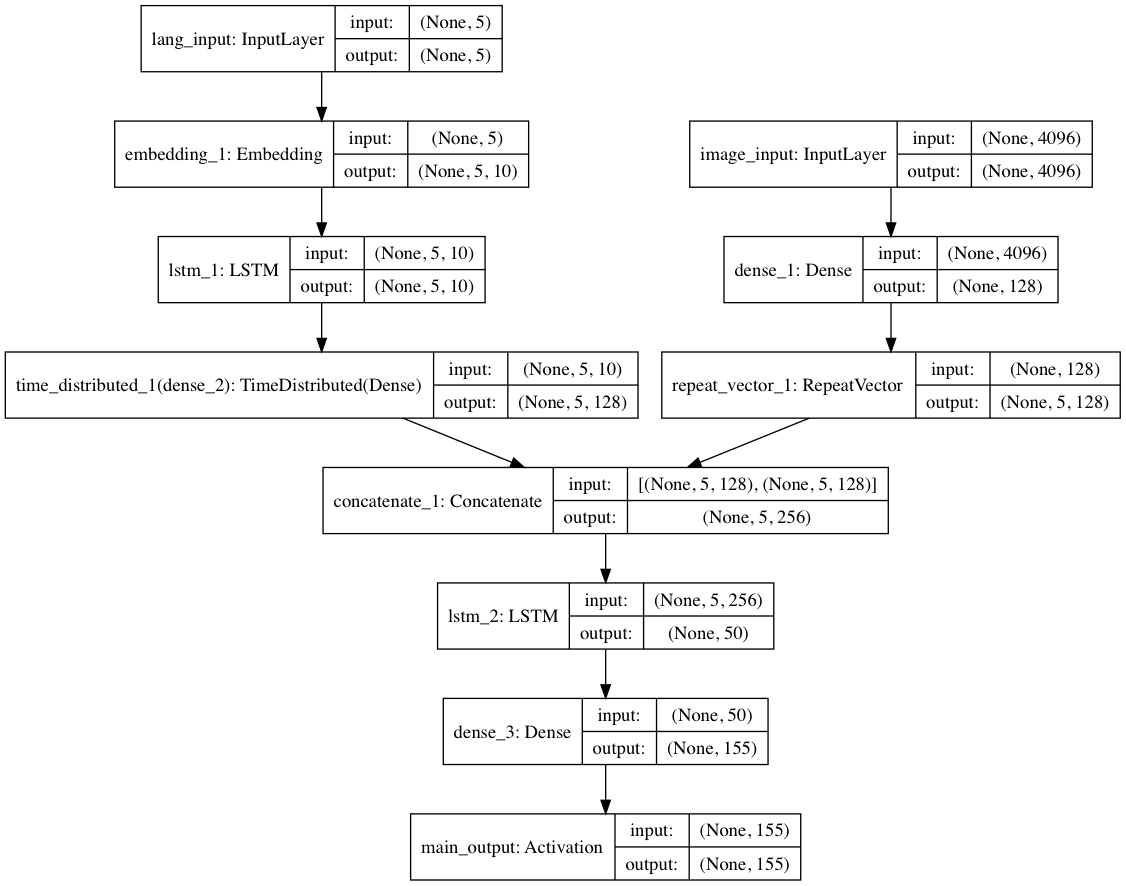 lang_input: InputLayer
input:
(None, 5)
output:
(None, 5)
embedding_1: Embedding
input:
(None, 5)
output:
(None, 5, 10)
image_input: InputLayer
input:
(None, 4096)
output:
(None, 4096)
lstm_1: LSTM
input:
(None, 5, 10)
output:
(None, 5, 10)
dense_1: Dense
input:
(None, 4096)
output:
(None, 128)
time_distributed_1(dense_2): TimeDistributed(Dense)
input:
(None, 5, 10)
output:
(None, 5, 128)
repeat_vector_1: RepeatVector
input:
(None, 128)
output:
(None, 5, 128)
concatenate_1: Concatenate
input:
[(None, 5, 128), (None, 5, 128)]
output:
(None, 5, 256)
lstm_2: LSTM
input:
(None, 5, 256)
output:
(None, 50)
dense_3: Dense
input:
(None, 50)
output:
(None, 155)
main_output: Activation
input:
(None, 155)
output:
(None, 155)